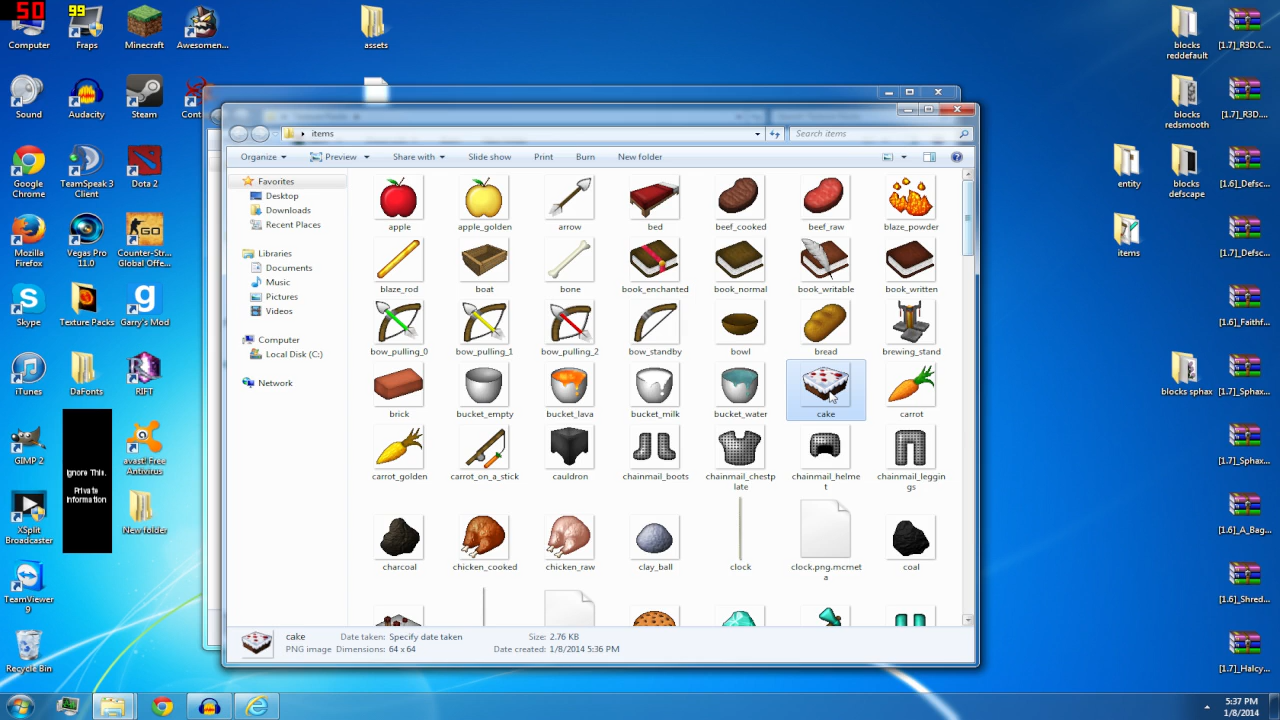 50
99
Computer
Fraps
Minecraft
Awesomen...
assets
blocks
reddefault
[1.7]_R3D.C...
Sound
Audacity
Steam
Cont
blocks
redsmooth
[1.7]_R3D....
Google
Chrome
TeamSpeak 3
Client
Dota 2
entity
blocks
defscape
[1.6]_Defsc...
Mozilla
Firefox
Vegas Pro
11.0
Counter-Str...
Global Offe...
items
[1.7]_Defsc...
Skype
Texture Packs
Garry's Mod
[1.6]_Faithf...
iTunes
DaFonts
RIFT
blocks sphax
[1.7]_Sphax...
GIMP 2
Ignore This.
Private
Information
avast! Free
Antivirus
[1.7]_Sphax...
XSplit
Broadcaster
New folder
[1.6]_A_Bag...
TeamViewer
9
[1.6]_Shred...
Recycle Bin
[1.7]_Halcy...
items
Search items
Organize
Preview
Share with
Slide show
Print
Burn
New folder
Favorites
Desktop
Downloads
Recent Places
Libraries
Documents
Music
Pictures
Videos
Computer
Local Disk (C:)
Network
apple
apple_golden
arrow
bed
beef_cooked
beef_raw
blaze_powder
blaze_rod
boat
bone
book_enchanted
book_normal
book_writable
book_written
bow_pulling_0
bow_pulling_1
bow_pulling_2
bow_standby
bowl
bread
brewing_stand
brick
bucket_empty
bucket_lava
bucket_milk
bucket_water
cake
carrot
carrot_golden
carrot_on_a_stick
cauldron
chainmail_boots
chainmail_chestp
late
chainmail_helme
t
chainmail_leggin
gs
charcoal
chicken_cooked
chicken_raw
clay_ball
clock
clock.png.mcmet
a
coal
cake
Date taken: Specify date taken
Size: 2.76 KB
PNG image
Dimensions: 64 x 64
Date created: 1/8/2014 5:36 PM
5:37 PM
1/8/2014